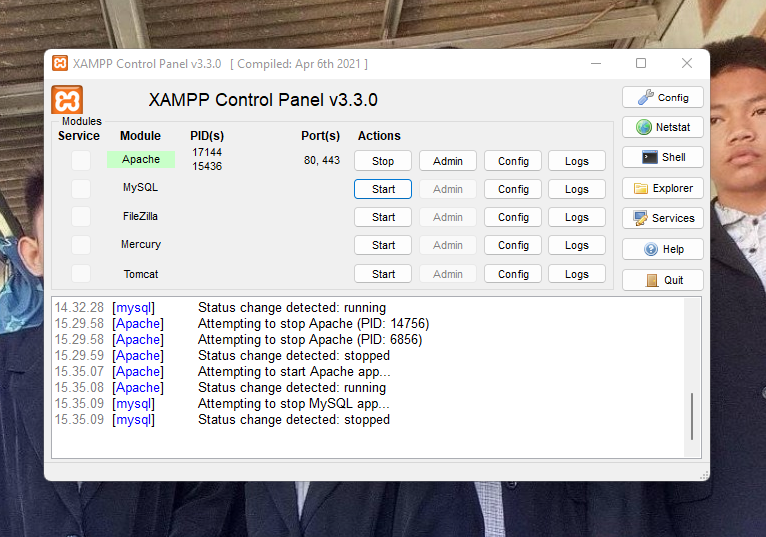 XAMPP Control Panel v3.3.0 [ Compiled: Apr 6th 2021 ]
XAMPP Control Panel v3.3.0
Config
Modules
Service Module PID(s) Port(s) Actions
Netstat
Apache 17144 15436 80, 443 Stop Admin Config Logs
Shell
MySQL Start Admin Config Logs
Explorer
FileZilla Start Admin Config Logs
Services
Mercury Start Admin Config Logs
Help
Tomcat Start Admin Config Logs
Quit
14.32.28 [mysql] Status change detected: running
15.29.58 [Apache] Attempting to stop Apache (PID: 14756)
15.29.58 [Apache] Attempting to stop Apache (PID: 6856)
15.29.59 [Apache] Status change detected: stopped
15.35.07 [Apache] Attempting to start Apache app...
15.35.08 [Apache] Status change detected: running
15.35.09 [mysql] Attempting to stop MySQL app...
15.35.09 [mysql] Status change detected: stopped